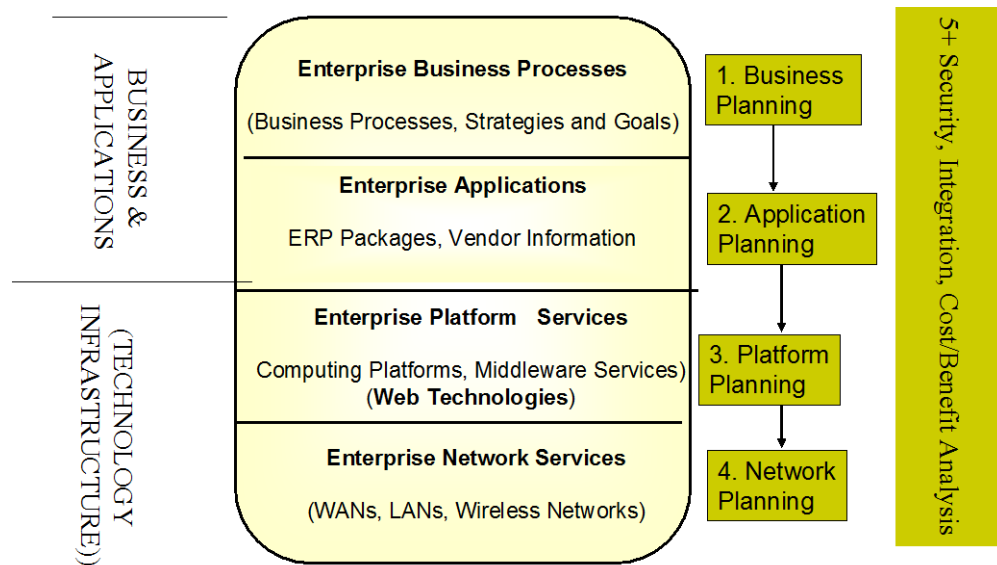 BUSINESS &
APPLICATIONS
(TECHNOLOGY
INFRASTRUCTURE))
Enterprise Business Processes
(Business Processes, Strategies and Goals)
Enterprise Applications
ERP Packages, Vendor Information
Enterprise Platform Services
Computing Platforms, Middleware Services)
(Web Technologies)
Enterprise Network Services
(WANs, LANs, Wireless Networks)
1. Business
Planning
2. Application
Planning
3. Platform
Planning
4. Network
Planning
5+ Security, Integration, Cost/Benefit Analysis